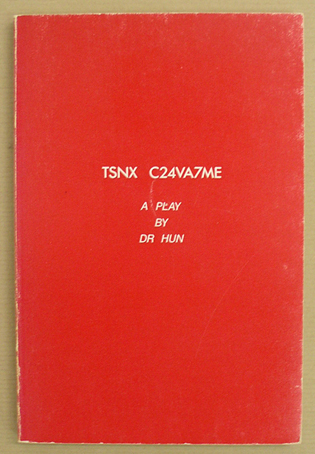 TSNX C24VA7ME
A PLAY
BY
DR HUN